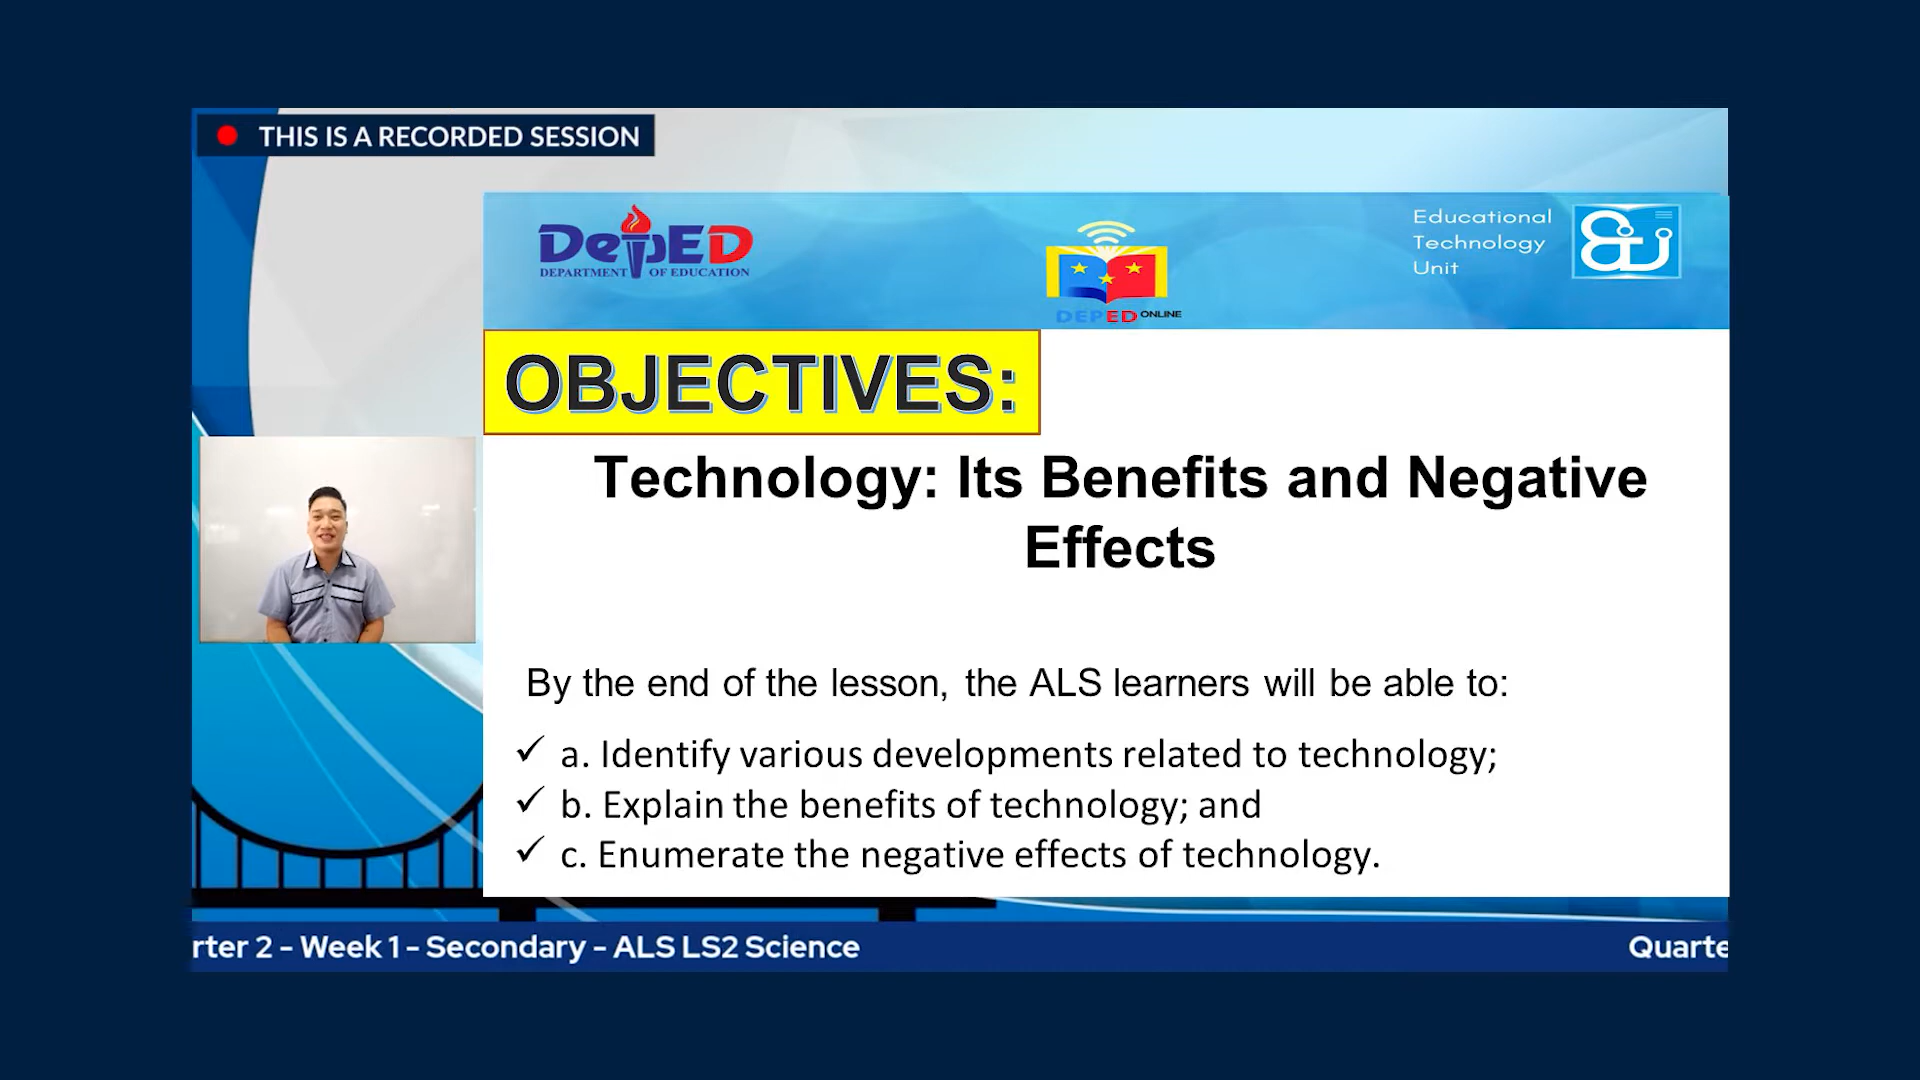 THIS IS A RECORDED SESSION
DepED
DEPARTMENT OF EDUCATION
DEPED ONLINE
Educational
Technology
Unit
OBJECTIVES:
Technology: Its Benefits and Negative
Effects
By the end of the lesson, the ALS learners will be able to:
✓ a. Identify various developments related to technology;
✓ b. Explain the benefits of technology; and
✓ c. Enumerate the negative effects of technology.
rter 2 - Week 1 - Secondary - ALS LS2 Science
Quarte